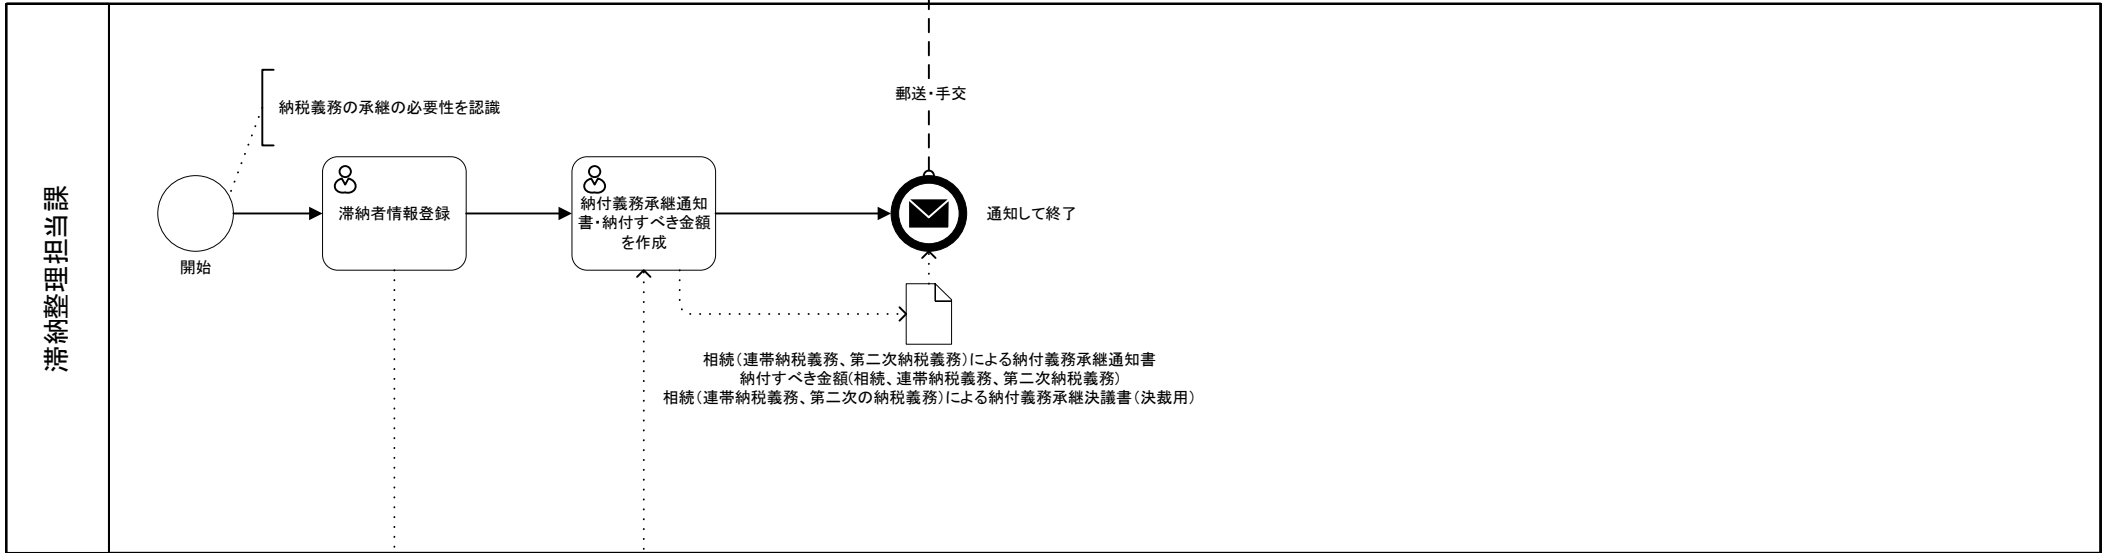 滞納整理担当課
郵送・手交
納税義務の承継の必要性を認識
滞納者情報登録
納付義務承継通知
書・納付すべき金額
を作成
通知して終了
開始
相続（連帯納税義務、第二次納税義務）による納付義務承継通知書
納付すべき金額(相続、連帯納税義務、第二次納税義務)
相続（連帯納税義務、第二次の納税義務）による納付義務承継決議書（決裁用）